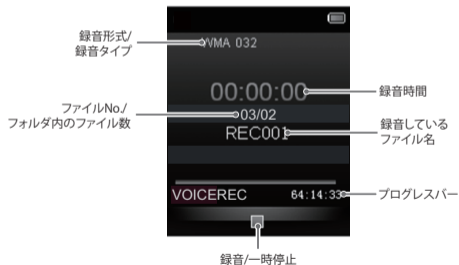 録音形式/
録音タイプ
WMA 032
00:00:00
録音時間
ファイルNo./
フォルダ内のファイル数
03/02
REC001
録音している
ファイル名
VOICEREC
64:14:33
プログレスバー
録音/一時停止